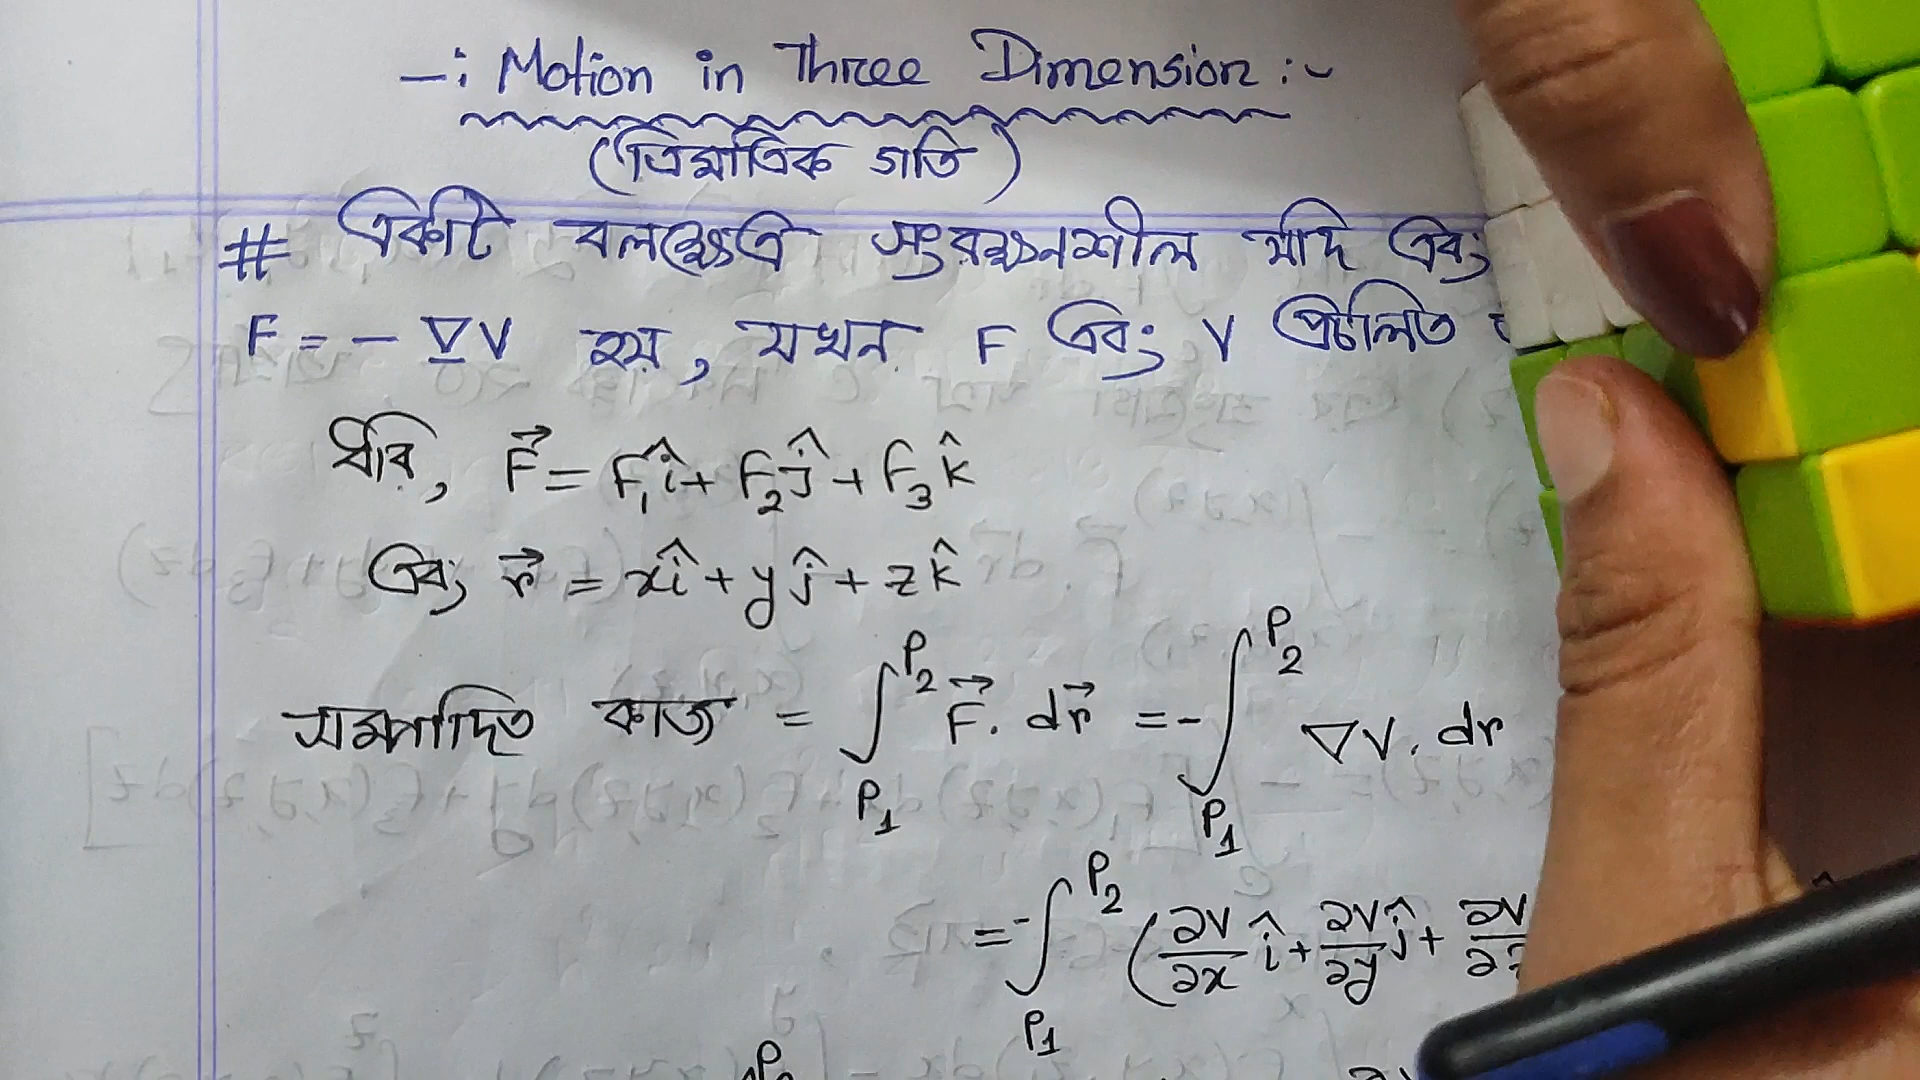 -: Motion in Three Dimension :-
(ত্রিমাত্রিক গতি)
# একটি বলক্ষেত্র সংরক্ষনশীল যদি এবং
F = - ∇V হয়, যখন F এবং V প্রচলিত
ধরি, F⃗ = F₁î + F₂ĵ + F₃k̂
এবং r⃗ = xî + yĵ + zk̂
সম্পাদিত কাজ = ∫_{P₁}^{P₂} F⃗. dr⃗ = -∫_{P₁}^{P₂} ∇V. dr
= -∫_{P₁}^{P₂} (∂V/∂x î + ∂V/∂y ĵ + ∂V/∂z